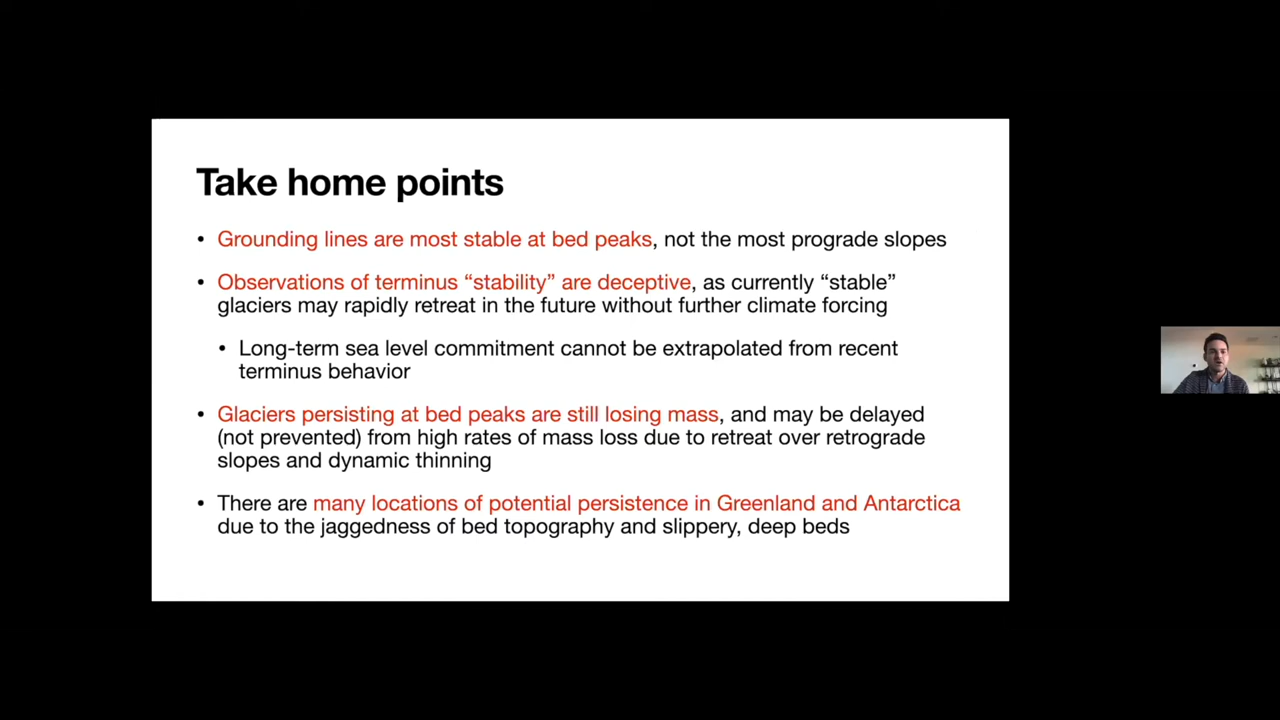 Take home points
• Grounding lines are most stable at bed peaks, not the most prograde slopes
• Observations of terminus “stability” are deceptive, as currently “stable”
glaciers may rapidly retreat in the future without further climate forcing
• Long-term sea level commitment cannot be extrapolated from recent
terminus behavior
• Glaciers persisting at bed peaks are still losing mass, and may be delayed
(not prevented) from high rates of mass loss due to retreat over retrograde
slopes and dynamic thinning
• There are many locations of potential persistence in Greenland and Antarctica
due to the jaggedness of bed topography and slippery, deep beds